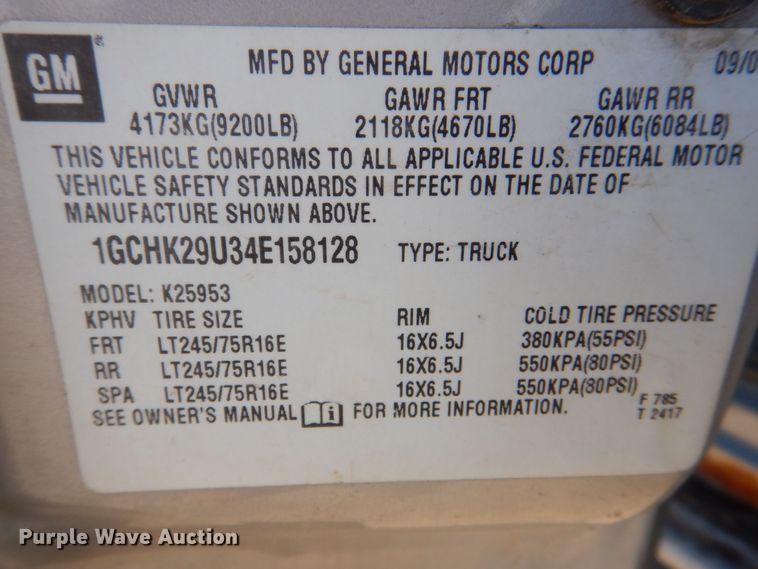 GM
MFD BY GENERAL MOTORS CORP 09/0
GVWR GAWR FRT GAWR RR
4173KG(9200LB) 2118KG(4670LB) 2760KG(6084LB)
THIS VEHICLE CONFORMS TO ALL APPLICABLE U.S. FEDERAL MOTOR
VEHICLE SAFETY STANDARDS IN EFFECT ON THE DATE OF
MANUFACTURE SHOWN ABOVE.
1GCHK29U34E158128 TYPE: TRUCK
MODEL: K25953
KPHV TIRE SIZE RIM COLD TIRE PRESSURE
FRT LT245/75R16E 16X6.5J 380KPA(55PSI)
RR LT245/75R16E 16X6.5J 550KPA(80PSI)
SPA LT245/75R16E 16X6.5J 550KPA(80PSI)
SEE OWNER'S MANUAL i FOR MORE INFORMATION. F 785
T 2417
Purple Wave Auction